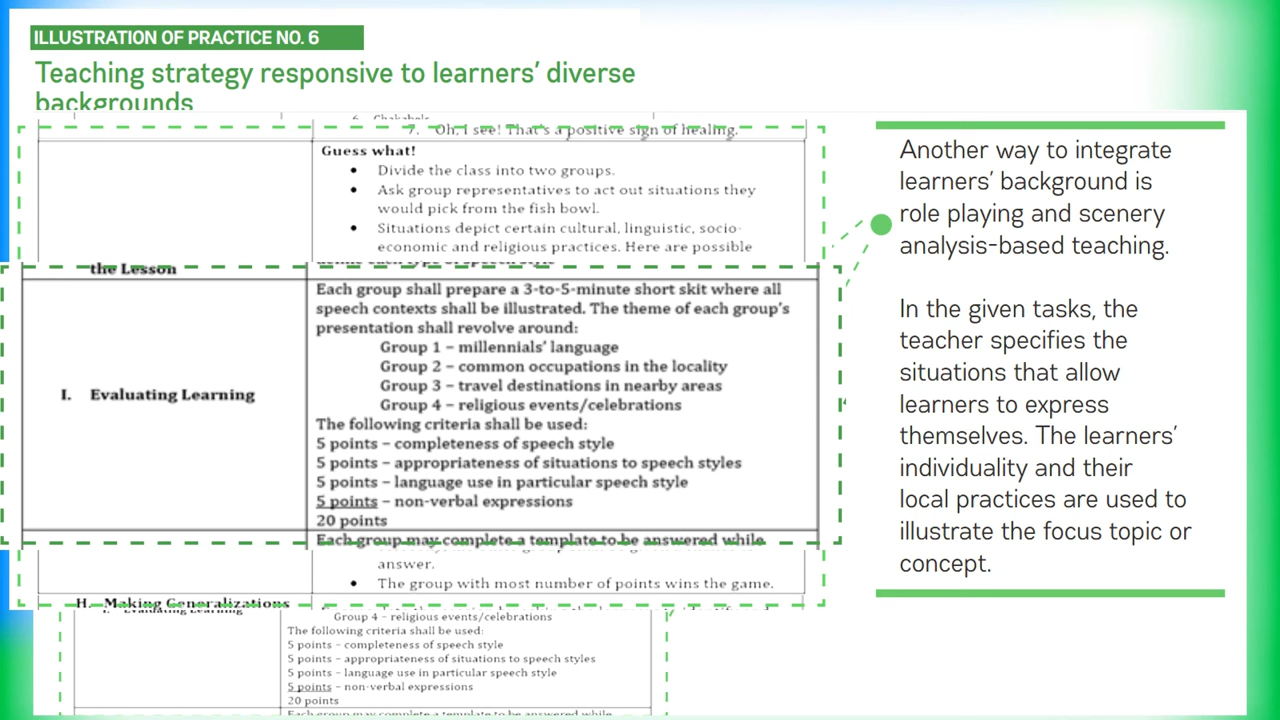 ILLUSTRATION OF PRACTICE NO. 6
Teaching strategy responsive to learners' diverse
backgrounds
7. Oh, I see! That's a positive sign of healing.
Guess what!
• Divide the class into two groups.
• Ask group representatives to act out situations they
would pick from the fish bowl.
• Situations depict certain cultural, linguistic, socio-
economic and religious practices. Here are possible
the Lesson
I. Evaluating Learning
Each group shall prepare a 3-to-5-minute short skit where all
speech contexts shall be illustrated. The theme of each group's
presentation shall revolve around:
Group 1 – millennials' language
Group 2 – common occupations in the locality
Group 3 – travel destinations in nearby areas
Group 4 – religious events/celebrations
The following criteria shall be used:
5 points – completeness of speech style
5 points – appropriateness of situations to speech styles
5 points – language use in particular speech style
5 points – non-verbal expressions
20 points
Each group may complete a template to be answered while
answer.
• The group with most number of points wins the game.
H. Making Generalizations
I. Evaluating Learning
Group 4 – religious events/celebrations
The following criteria shall be used:
5 points – completeness of speech style
5 points – appropriateness of situations to speech styles
5 points – language use in particular speech style
5 points – non-verbal expressions
20 points
Each group may complete a template to be answered while
Another way to integrate
learners' background is
role playing and scenery
analysis-based teaching.
In the given tasks, the
teacher specifies the
situations that allow
learners to express
themselves. The learners'
individuality and their
local practices are used to
illustrate the focus topic or
concept.